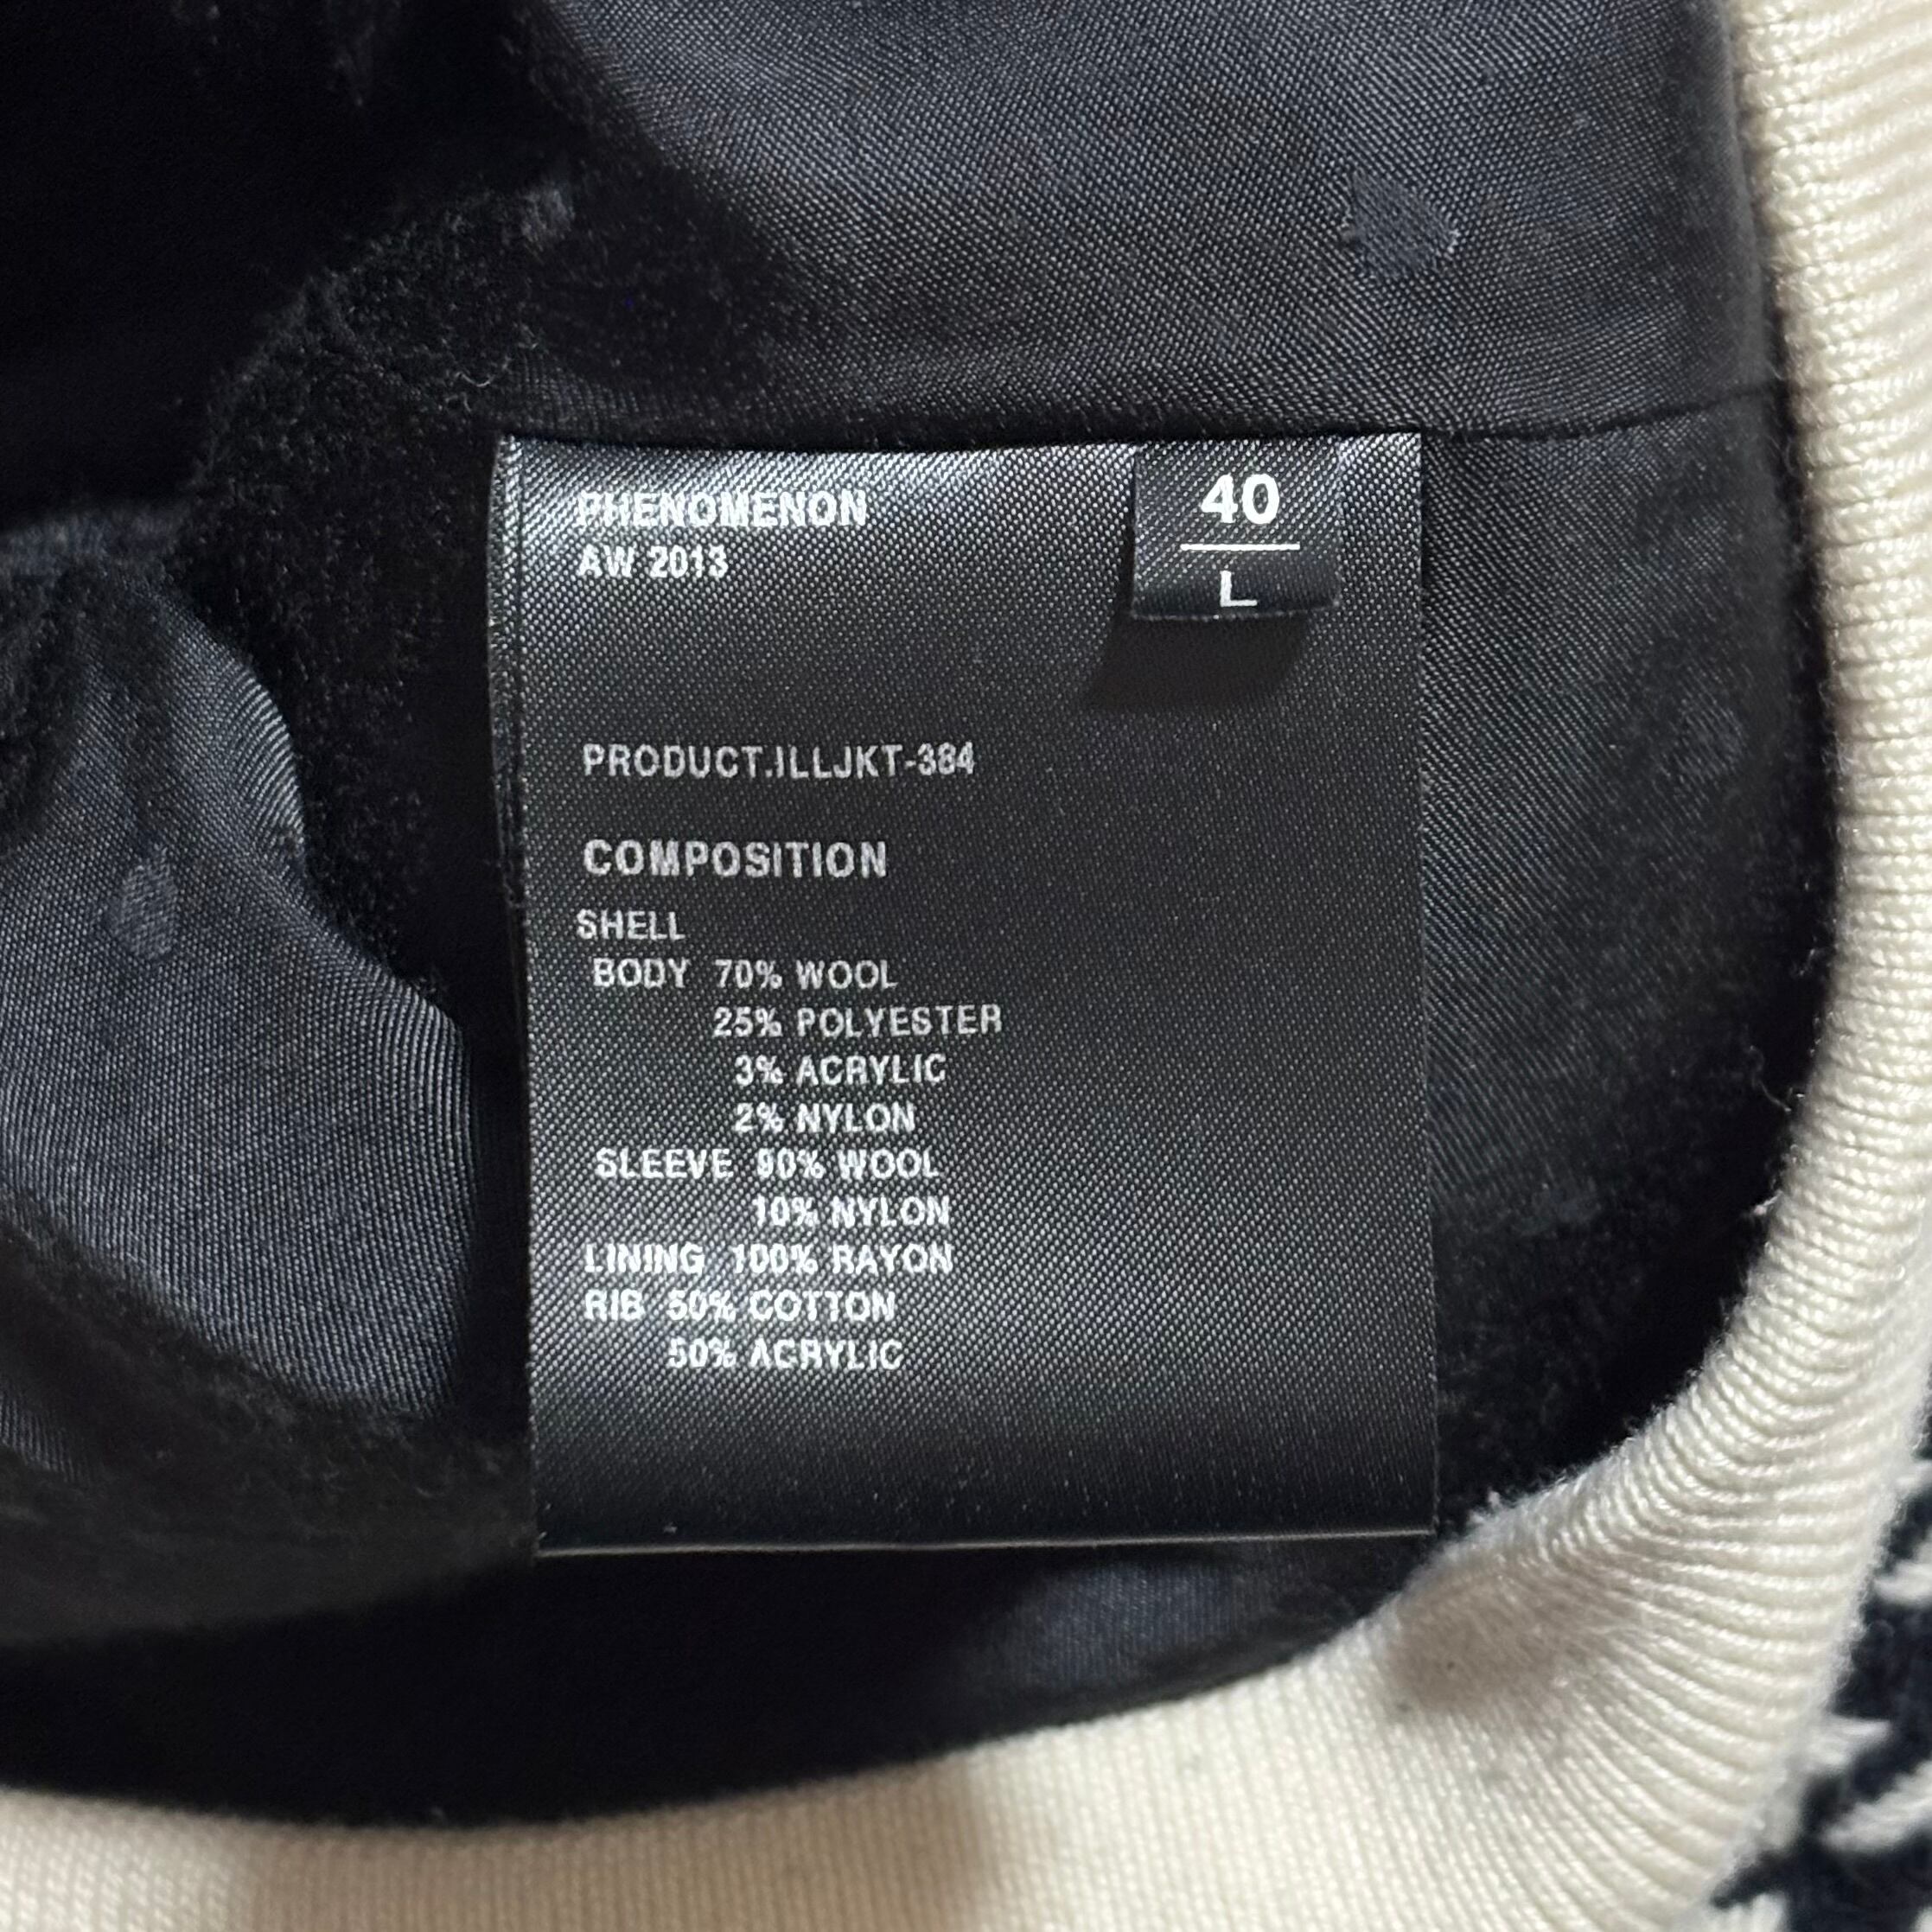 PHENOMENON
AW 2013
40
L
PRODUCT.ILLJKT-384
COMPOSITION
SHELL
BODY 70% WOOL
25% POLYESTER
3% ACRYLIC
2% NYLON
SLEEVE 90% WOOL
10% NYLON
LINING 100% RAYON
RIB 50% COTTON
50% ACRYLIC